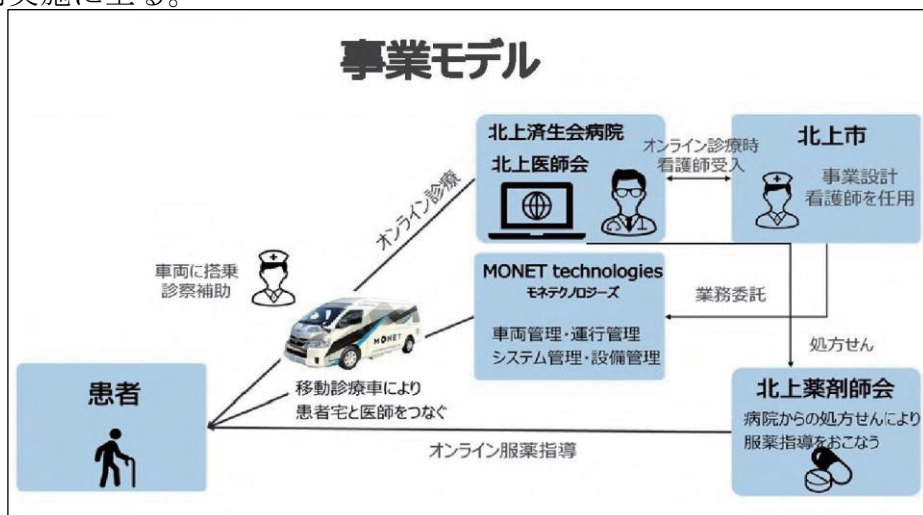 実施に至る。
事業モデル
北上済生会病院
北上医師会
オンライン診療時
看護師受入
北上市
事業設計
看護師を任用
オンライン診療
車両に搭乗
診察補助
MONET
MONET technologies
モネテクノロジーズ
車両管理・運行管理
システム管理・設備管理
業務委託
処方せん
患者
移動診療車により
患者宅と医師をつなぐ
オンライン服薬指導
北上薬剤師会
病院からの処方せんにより
服薬指導をおこなう